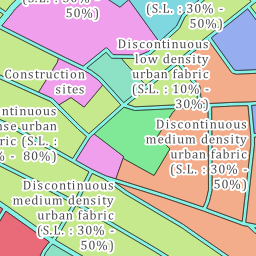 (S.L. : 30% -
50%)
(S.L. : 30% -
50%)
Discontinuous
low density
urban fabric
(S.L. : 10% -
30%)
Construction
sites
ntinuous
se urban
ric (S.L. :
% - 80%)
Discontinuous
medium density
urban fabric
(S.L. : 30% -
50%)
Discontinuous
medium density
urban fabric
(S.L. : 30% -
50%)